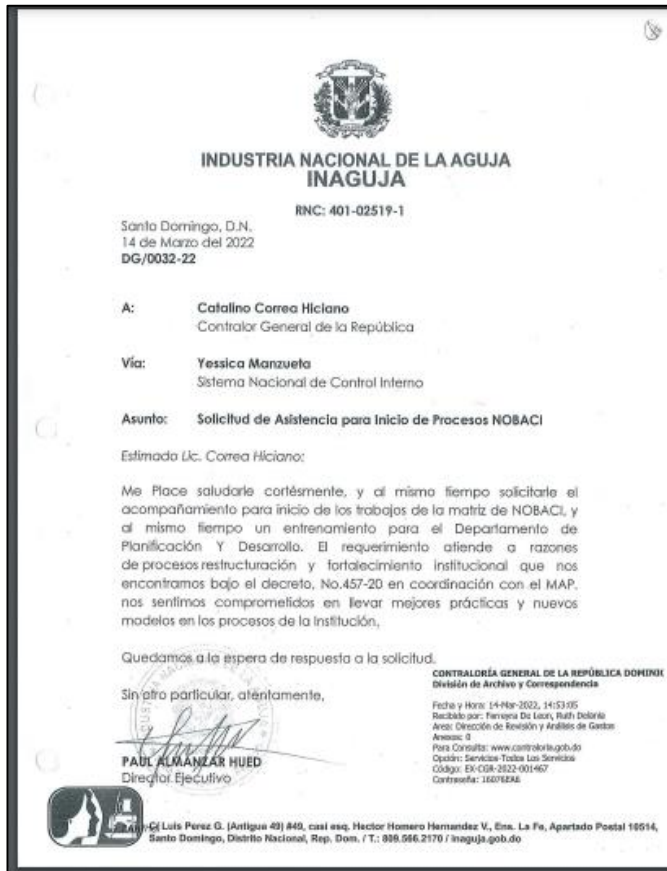 INDUSTRIA NACIONAL DE LA AGUJA
INAGUJA
RNC: 401-02519-1
Santo Domingo, D.N.
14 de Marzo del 2022
DG/0032-22
A: Catalino Correa Hiciano
Contralor General de la República
Vía: Yessica Manzueta
Sistema Nacional de Control Interno
Asunto: Solicitud de Asistencia para Inicio de Procesos NOBACI
Estimado Lic. Correa Hiciano:
Me Place saludarle cortésmente, y al mismo tiempo solicitarle el
acompañamiento para inicio de los trabajos de la matriz de NOBACI, y
al mismo tiempo un entrenamiento para el Departamento de
Planificación Y Desarrollo. El requerimiento atiende a razones
de procesos restructuración y fortalecimiento institucional que nos
encontramos bajo el decreto, No.457-20 en coordinación con el MAP.
nos sentimos comprometidos en llevar mejores prácticas y nuevos
modelos en los procesos de la Institución.
Quedamos a la espera de respuesta a la solicitud.
Sin otro particular, atentamente,
PAUL ALMANZAR HUED
Director Ejecutivo
CONTRALORÍA GENERAL DE LA REPÚBLICA DOMINIC
División de Archivo y Correspondencia
Fecha y Hora: 14-Mar-2022, 14:53:05
Recibido por: Ferreyra De Leon, Ruth Delania
Area: Dirección de Revisión y Análisis de Gastos
Anexos: 0
Para Consulta: www.contraloria.gob.do
Opción: Servicios-Todos Los Servicios
Código: EX-CGR-2022-001467
Contraseña: 16076EA6
C/ Luis Perez G. (Antigua 49) #49, casi esq. Hector Homero Hernandez V., Ens. La Fe, Apartado Postal 10514,
Santo Domingo, Distrito Nacional, Rep. Dom. / T.: 809.566.2170 / inaguja.gob.do